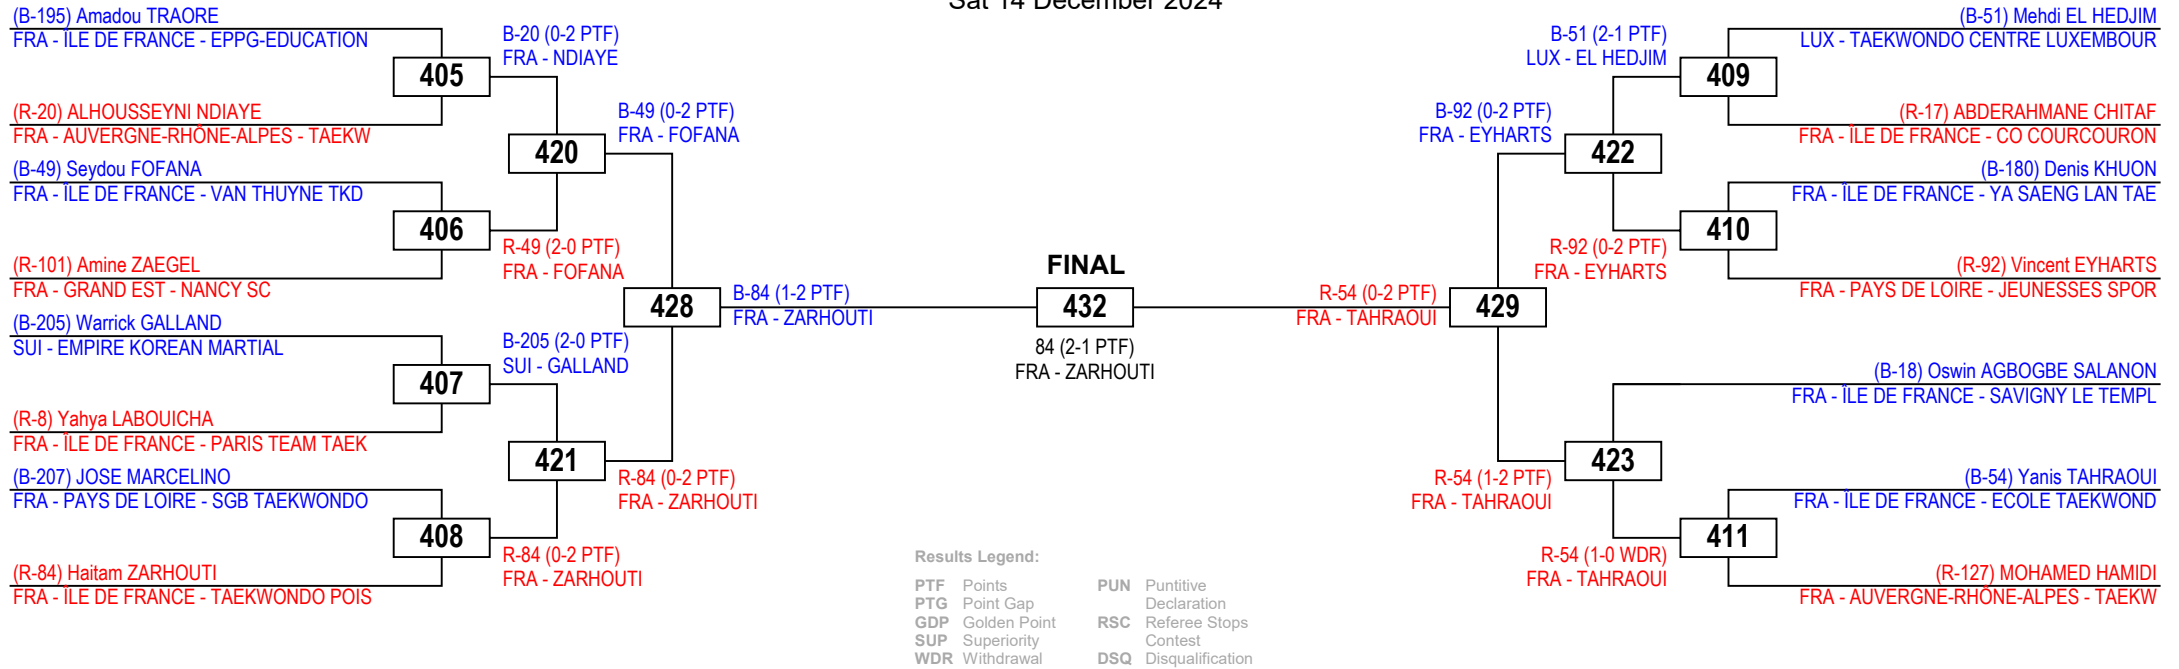 Sat 14 December 2024
(B-195) Amadou TRAORE
FRA - ÎLE DE FRANCE - EPPG-EDUCATION
405
(R-20) ALHOUSSEYNI NDIAYE
FRA - AUVERGNE-RHÔNE-ALPES - TAEKW
B-20 (0-2 PTF)
FRA - NDIAYE
420
(B-49) Seydou FOFANA
FRA - ÎLE DE FRANCE - VAN THUYNE TKD
406
(R-101) Amine ZAEGEL
FRA - GRAND EST - NANCY SC
R-49 (2-0 PTF)
FRA - FOFANA
B-49 (0-2 PTF)
FRA - FOFANA
428
(B-205) Warrick GALLAND
SUI - EMPIRE KOREAN MARTIAL
407
(R-8) Yahya LABOUICHA
FRA - ÎLE DE FRANCE - PARIS TEAM TAEK
B-205 (2-0 PTF)
SUI - GALLAND
421
(B-207) JOSE MARCELINO
FRA - PAYS DE LOIRE - SGB TAEKWONDO
408
(R-84) Haitam ZARHOUTI
FRA - ÎLE DE FRANCE - TAEKWONDO POIS
R-84 (0-2 PTF)
FRA - ZARHOUTI
R-84 (0-2 PTF)
FRA - ZARHOUTI
B-84 (1-2 PTF)
FRA - ZARHOUTI
FINAL
432
84 (2-1 PTF)
FRA - ZARHOUTI
R-54 (0-2 PTF)
FRA - TAHRAOUI
429
B-92 (0-2 PTF)
FRA - EYHARTS
422
B-51 (2-1 PTF)
LUX - EL HEDJIM
409
(B-51) Mehdi EL HEDJIM
LUX - TAEKWONDO CENTRE LUXEMBOUR
(R-17) ABDERAHMANE CHITAF
FRA - ÎLE DE FRANCE - CO COURCOURON
(B-180) Denis KHUON
FRA - ÎLE DE FRANCE - YA SAENG LAN TAE
410
R-92 (0-2 PTF)
FRA - EYHARTS
(R-92) Vincent EYHARTS
FRA - PAYS DE LOIRE - JEUNESSES SPOR
(B-18) Oswin AGBOGBE SALANON
FRA - ÎLE DE FRANCE - SAVIGNY LE TEMPL
423
R-54 (1-2 PTF)
FRA - TAHRAOUI
(B-54) Yanis TAHRAOUI
FRA - ÎLE DE FRANCE - ECOLE TAEKWOND
411
R-54 (1-0 WDR)
FRA - TAHRAOUI
(R-127) MOHAMED HAMIDI
FRA - AUVERGNE-RHÔNE-ALPES - TAEKW
Results Legend:
PTF Points
PTG Point Gap
GDP Golden Point
SUP Superiority
WDR Withdrawal
PUN Puntitive
Declaration
RSC Referee Stops
Contest
DSQ Disqualification